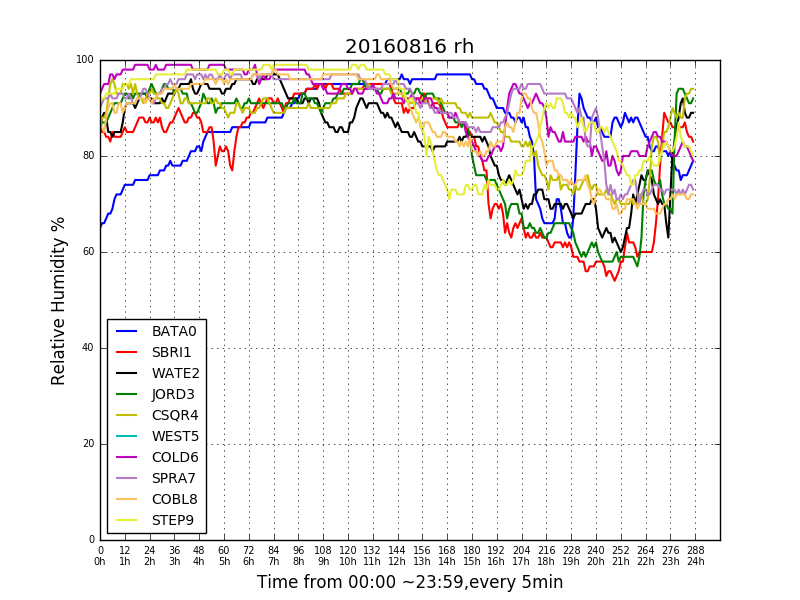 20160816 rh
100
80
60
40
20
0
Relative Humidity %
BATA0
SBRI1
WATE2
JORD3
CSQR4
WEST5
COLD6
SPRA7
COBL8
STEP9
0 12 24 36 48 60 72 84 96 108 120 132 144 156 168 180 192 204 216 228 240 252 264 276 288
0h 1h 2h 3h 4h 5h 6h 7h 8h 9h 10h 11h 12h 13h 14h 15h 16h 17h 18h 19h 20h 21h 22h 23h 24h
Time from 00:00 ~23:59,every 5min